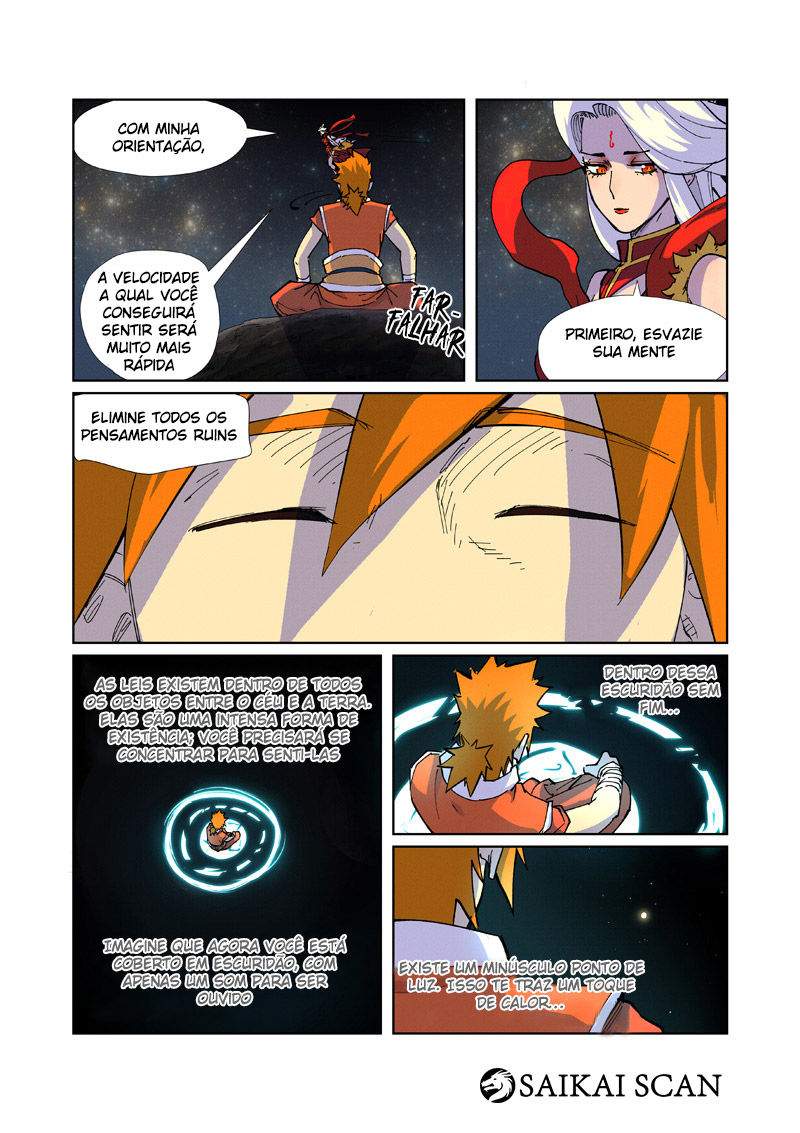 COM MINHA
ORIENTAÇÃO,
A VELOCIDADE
A QUAL VOCÊ
CONSEGUIRÁ
SENTIR SERÁ
MUITO MAIS
RÁPIDA
FAR-
FALHAR
PRIMEIRO, ESVAZIE
SUA MENTE
ELIMINE TODOS OS
PENSAMENTOS RUINS
AS LEIS EXISTEM DENTRO DE TODOS
OS OBJETOS ENTRE O CÉU E A TERRA.
ELAS SÃO UMA INTENSA FORMA DE
EXISTÊNCIA; VOCÊ PRECISARÁ SE
CONCENTRAR PARA SENTI-LAS
IMAGINE QUE AGORA VOCÊ ESTÁ
COBERTO EM ESCURIDÃO, COM
APENAS UM SOM PARA SER
OUVIDO
DENTRO DESSA
ESCURIDÃO SEM
FIM...
EXISTE UM MINÚSCULO PONTO DE
LUZ. ISSO TE TRAZ UM TOQUE
DE CALOR...
SAIKAI SCAN